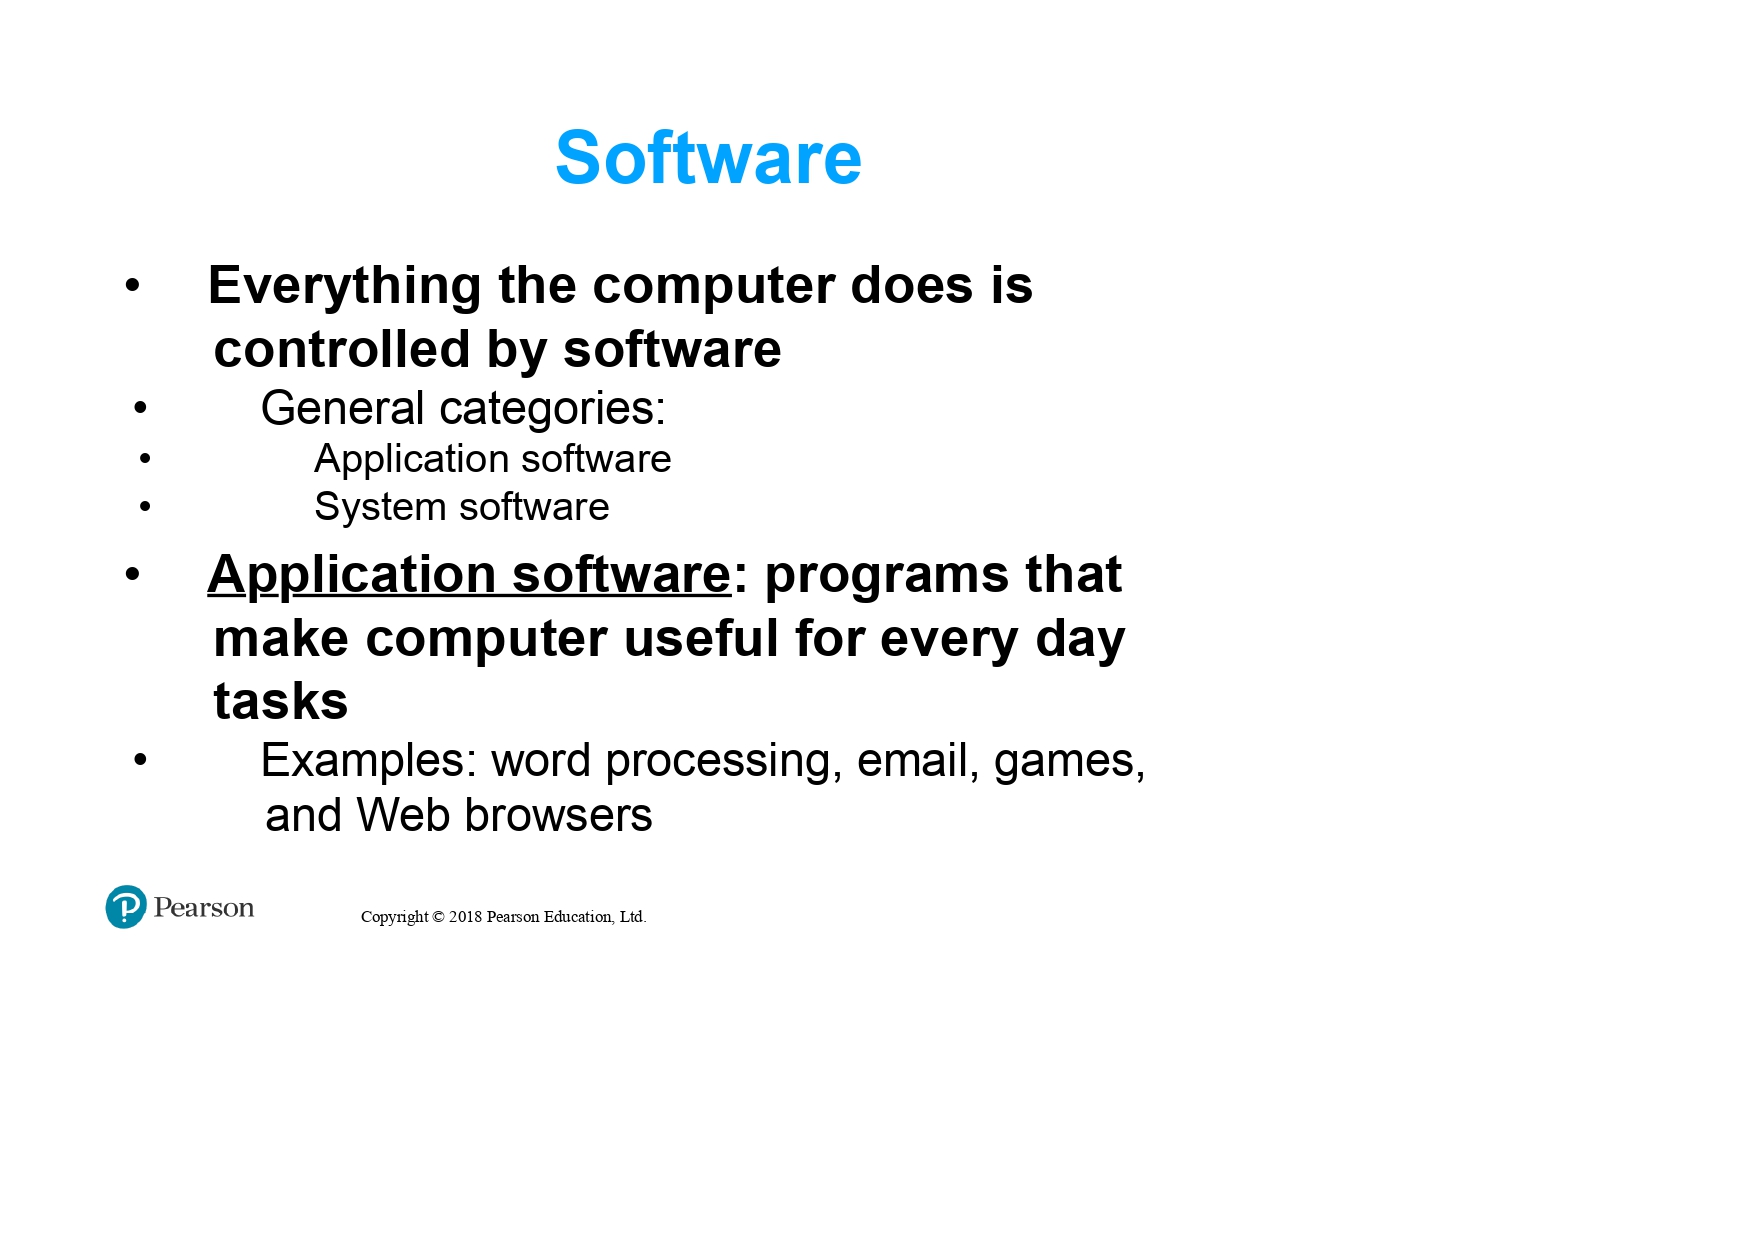 Software
• Everything the computer does is
controlled by software
• General categories:
• Application software
• System software
• Application software: programs that
make computer useful for every day
tasks
• Examples: word processing, email, games,
and Web browsers
Pearson
Copyright © 2018 Pearson Education, Ltd.